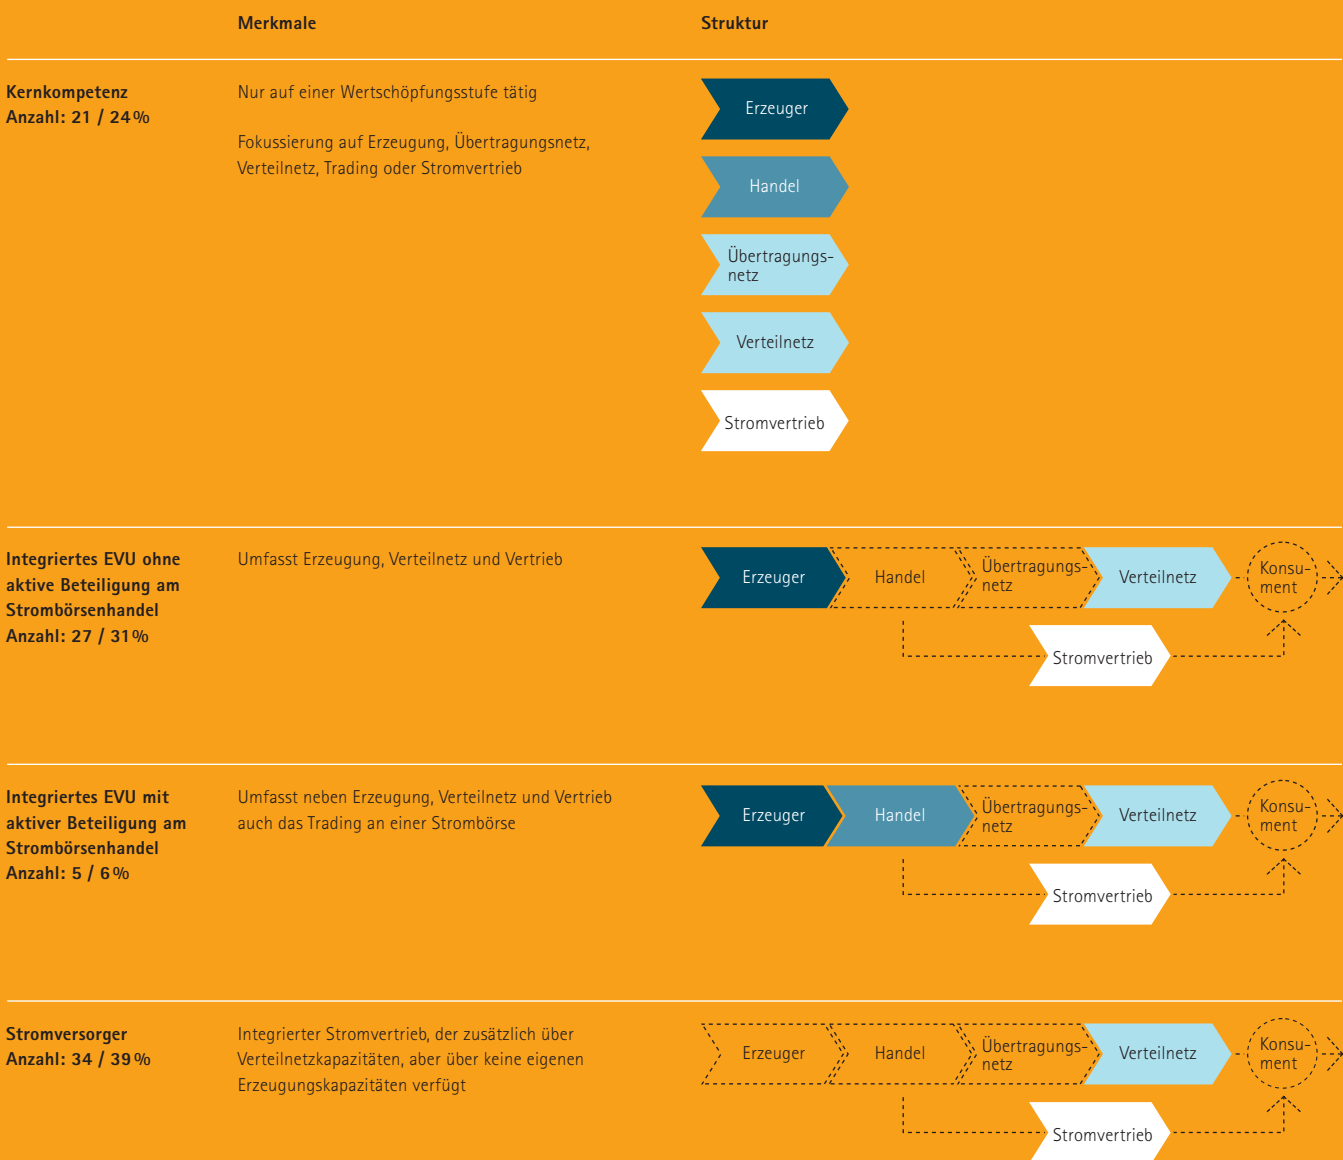 Merkmale
Struktur
Kernkompetenz
Anzahl: 21 / 24%
Nur auf einer Wertschöpfungsstufe tätig
Fokussierung auf Erzeugung, Übertragungsnetz,
Verteilnetz, Trading oder Stromvertrieb
Erzeuger
Handel
Übertragungs-
netz
Verteilnetz
Stromvertrieb
Integriertes EVU ohne
aktive Beteiligung am
Strombörsenhandel
Anzahl: 27 / 31%
Umfasst Erzeugung, Verteilnetz und Vertrieb
Erzeuger
Handel
Übertragungs-
netz
Verteilnetz
Konsu-
ment
Stromvertrieb
Integriertes EVU mit
aktiver Beteiligung am
Strombörsenhandel
Anzahl: 5 / 6%
Umfasst neben Erzeugung, Verteilnetz und Vertrieb
auch das Trading an einer Strombörse
Erzeuger
Handel
Übertragungs-
netz
Verteilnetz
Konsu-
ment
Stromvertrieb
Stromversorger
Anzahl: 34 / 39%
Integrierter Stromvertrieb, der zusätzlich über
Verteilnetzkapazitäten, aber über keine eigenen
Erzeugungskapazitäten verfügt
Erzeuger
Handel
Übertragungs-
netz
Verteilnetz
Konsu-
ment
Stromvertrieb